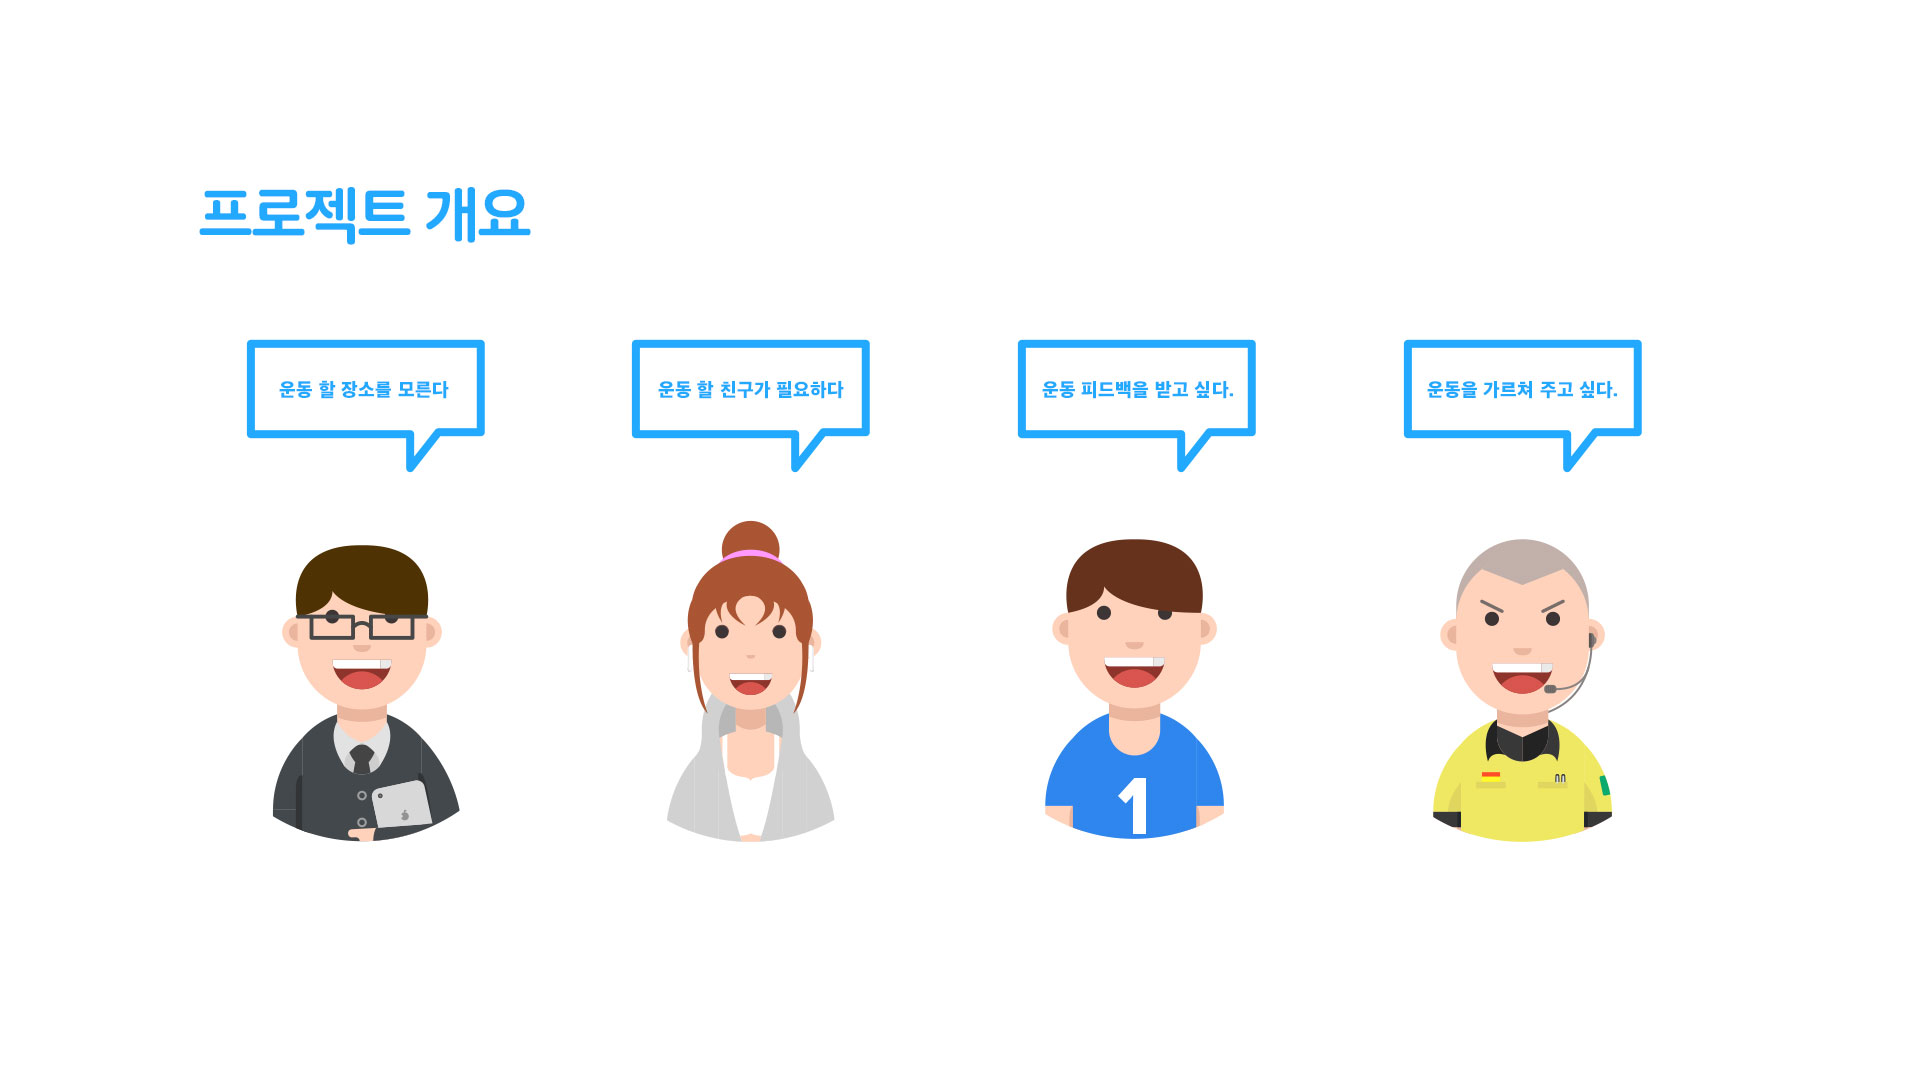 프로젝트 개요
운동 할 장소를 모른다
운동 할 친구가 필요하다
운동 피드백을 받고 싶다.
운동을 가르쳐 주고 싶다.
1